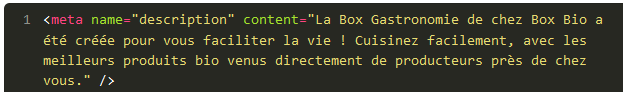 1 <meta name="description" content="La Box Gastronomie de chez Box Bio a
été créée pour vous faciliter la vie ! Cuisinez facilement, avec les
meilleurs produits bio venus directement de producteurs près de chez
vous." />